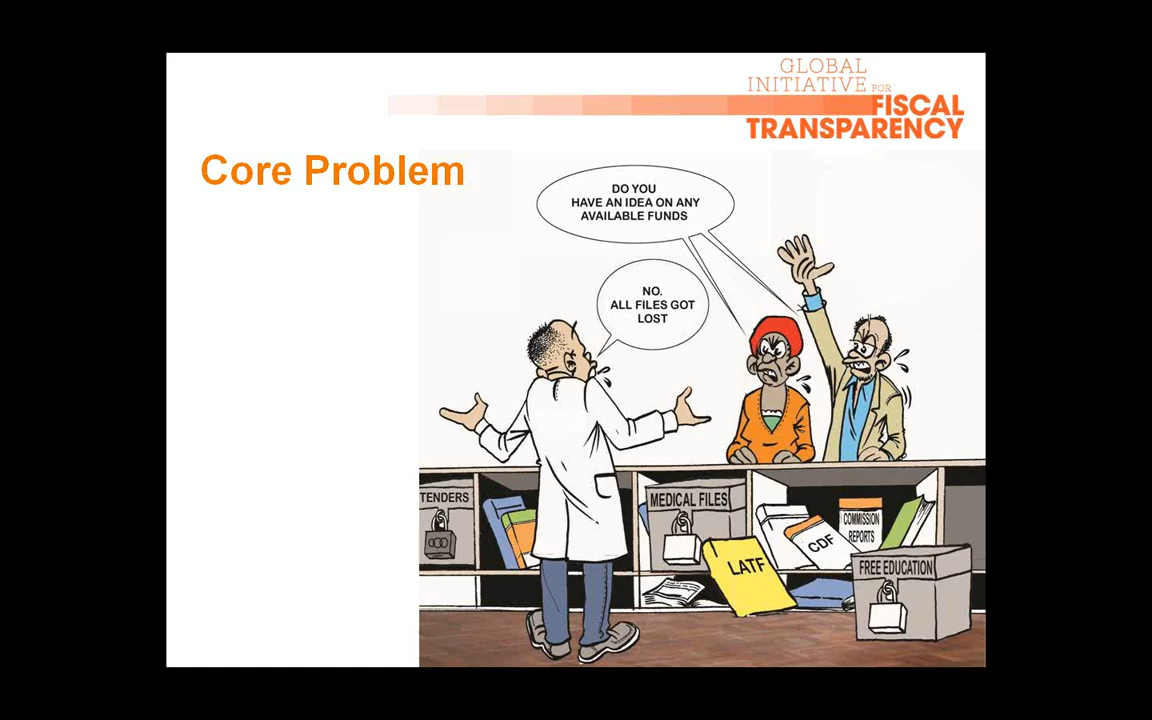 GLOBAL
INITIATIVE FOR
FISCAL
TRANSPARENCY
Core Problem
DO YOU
HAVE AN IDEA ON ANY
AVAILABLE FUNDS
NO.
ALL FILES GOT
LOST
TENDERS
MEDICAL FILES
LATF
CDF
COMMISSION
REPORTS
FREE EDUCATION